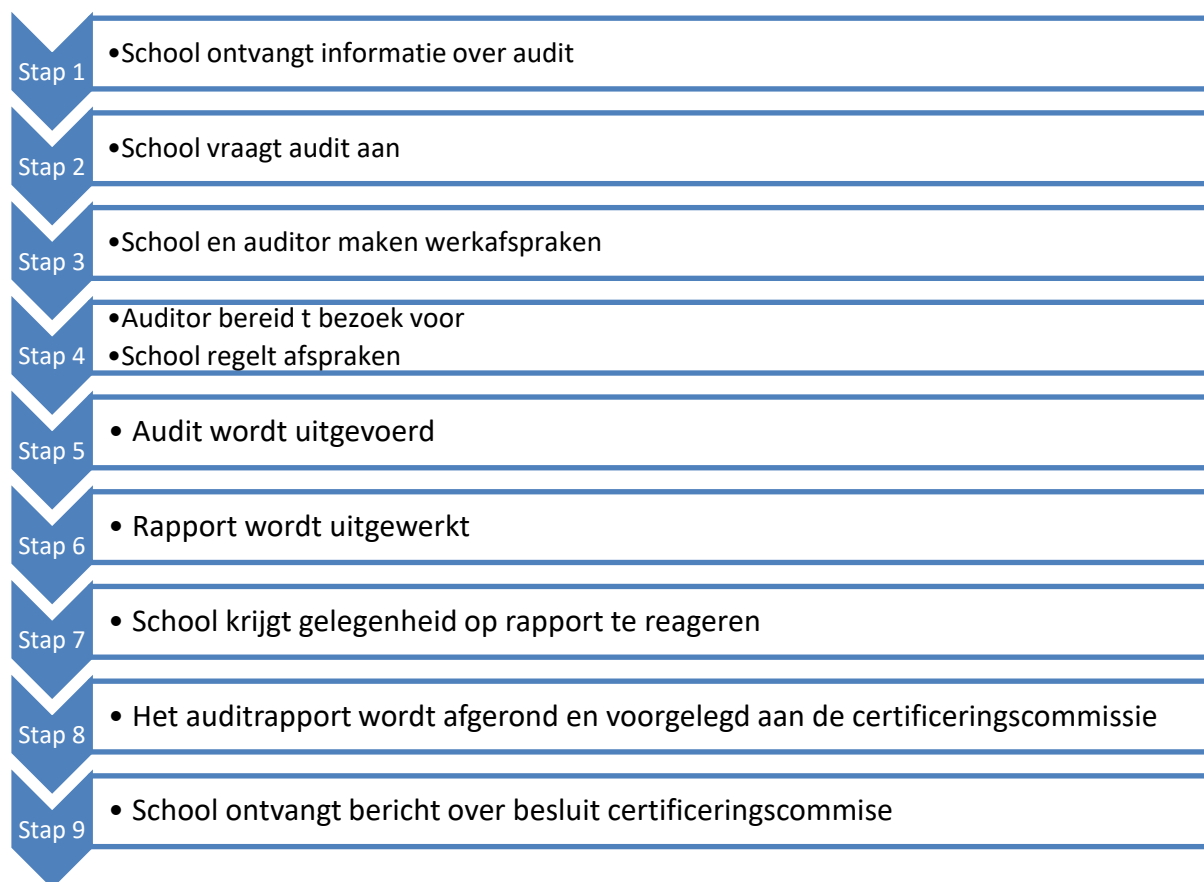 Stap 1
•School ontvangt informatie over audit
Stap 2
•School vraagt audit aan
Stap 3
•School en auditor maken werkafspraken
Stap 4
•Auditor bereid t bezoek voor
•School regelt afspraken
Stap 5
• Audit wordt uitgevoerd
Stap 6
• Rapport wordt uitgewerkt
Stap 7
• School krijgt gelegenheid op rapport te reageren
Stap 8
• Het auditrapport wordt afgerond en voorgelegd aan de certificeringscommissie
Stap 9
• School ontvangt bericht over besluit certificeringscommise